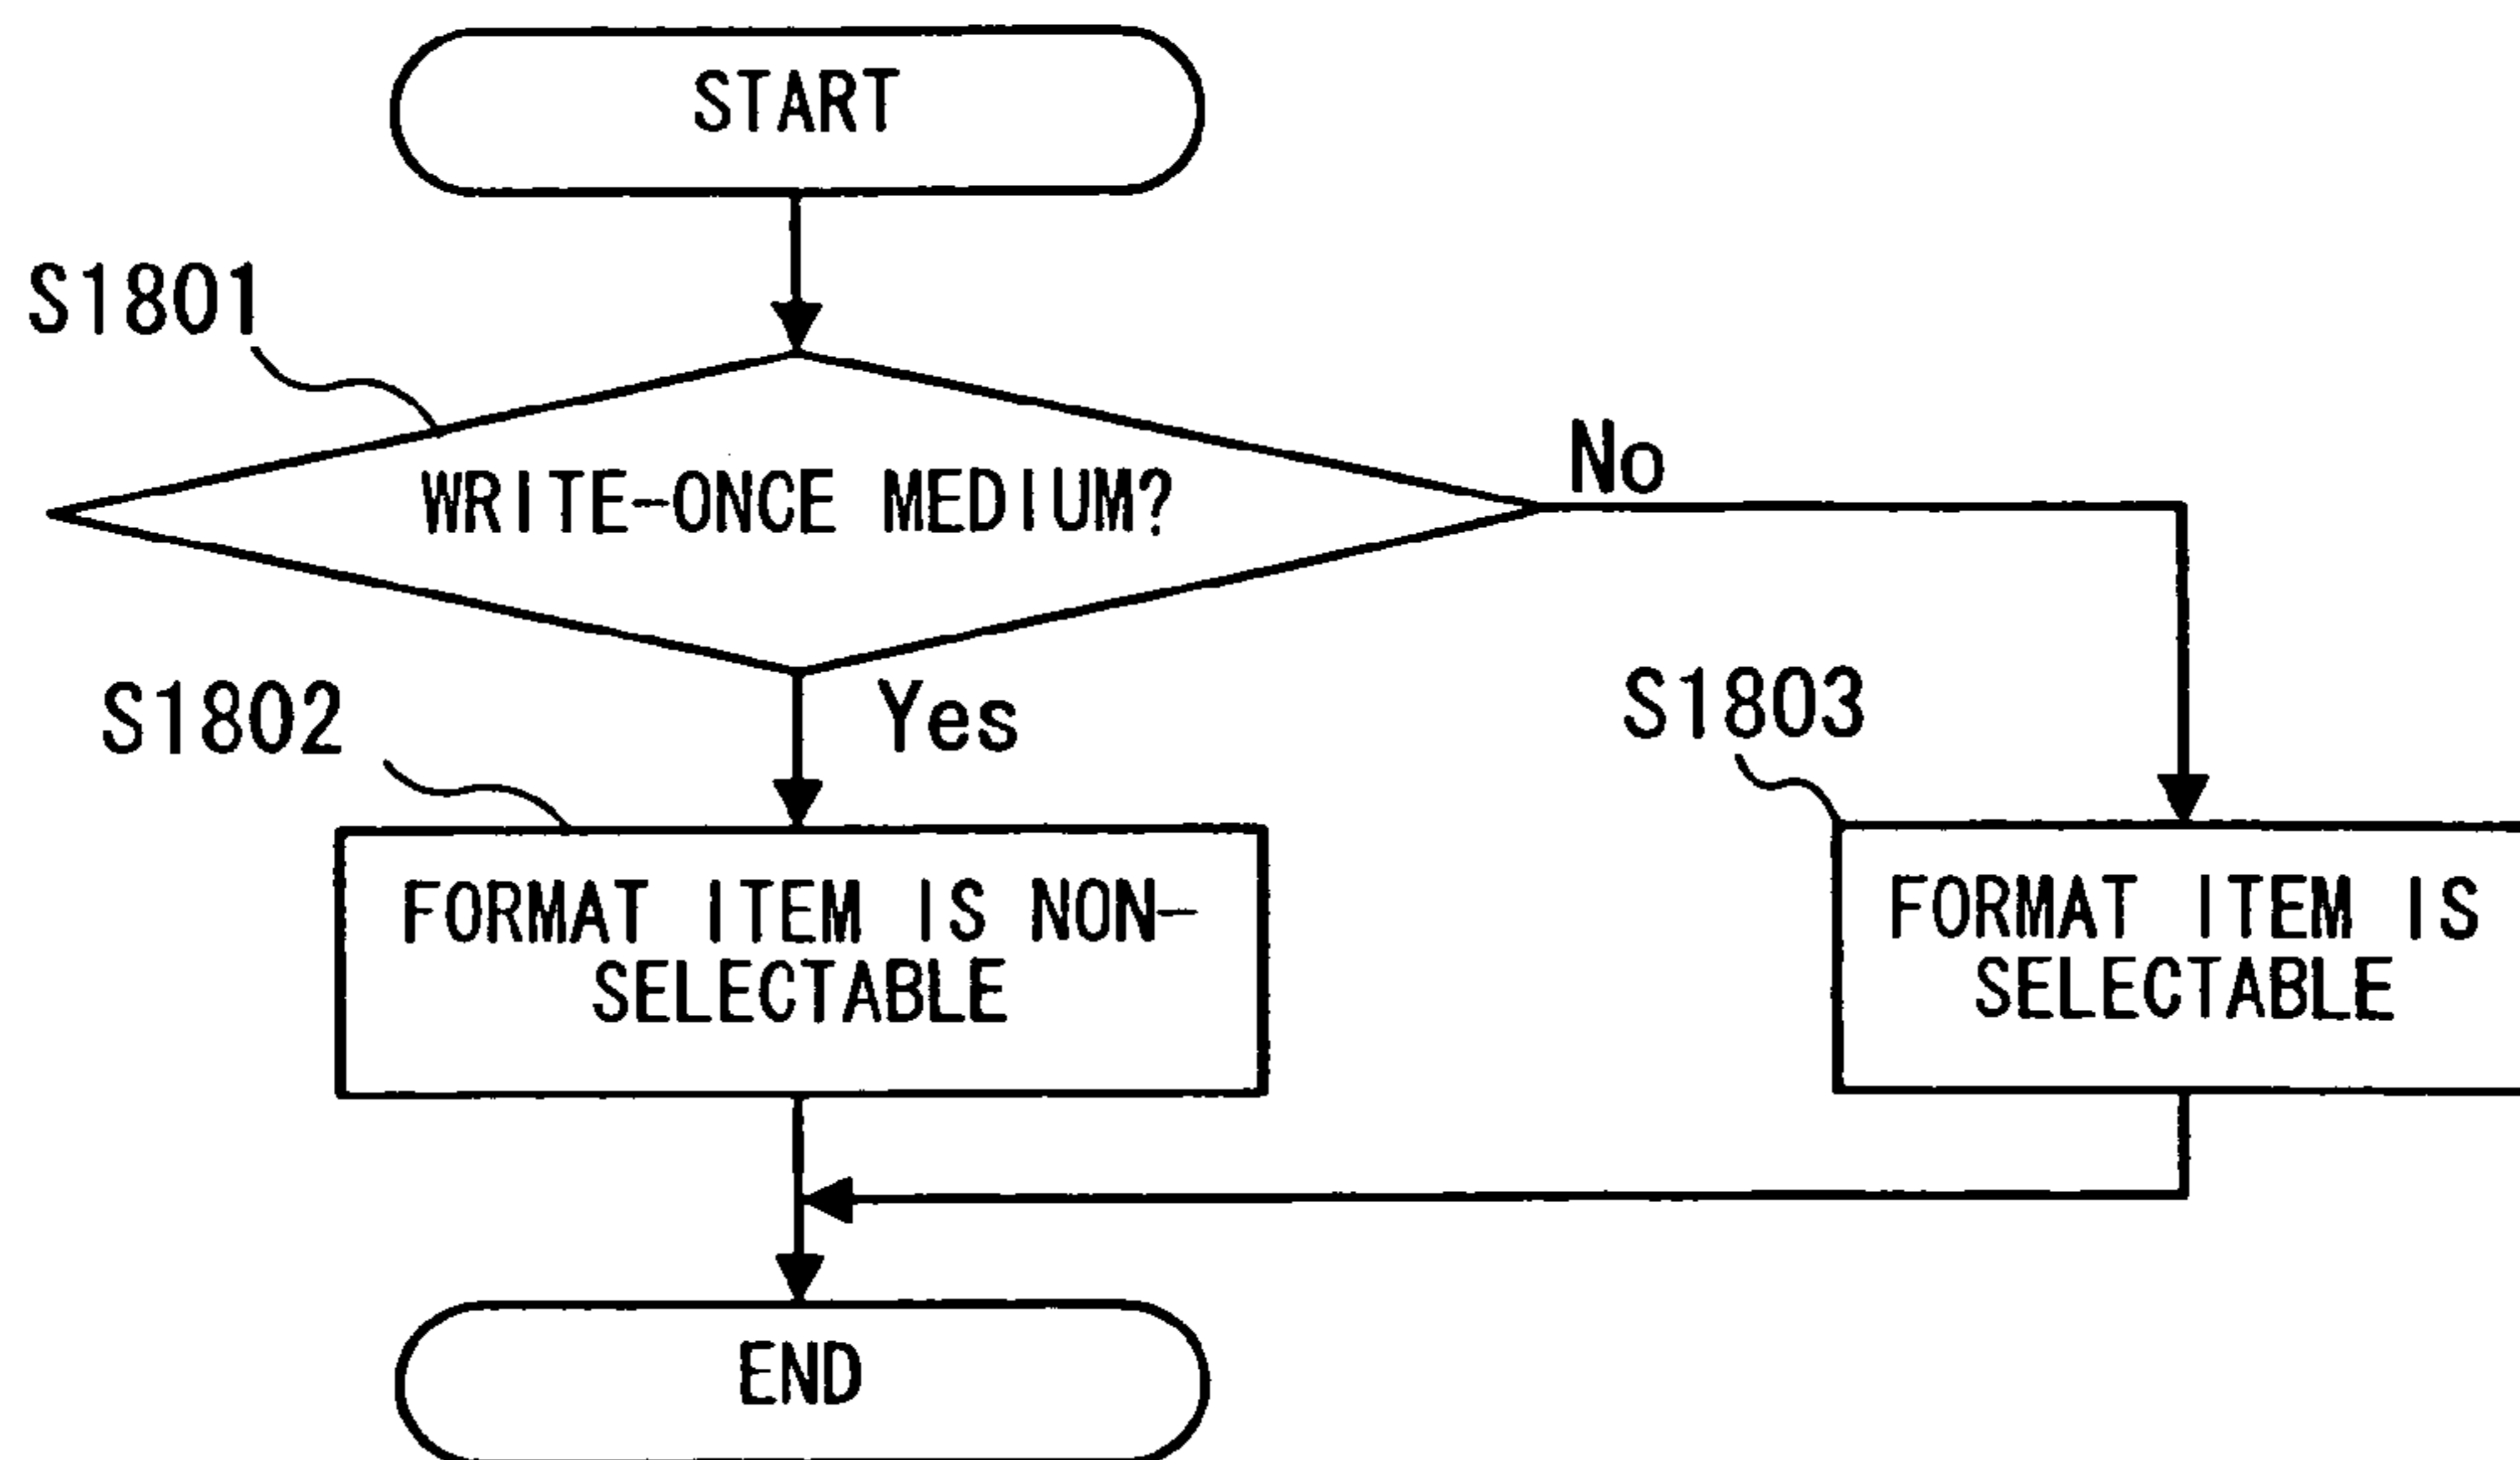 START
S1801
WRITE-ONCE MEDIUM?
No
S1802
Yes
S1803
FORMAT ITEM IS NON-
SELECTABLE
FORMAT ITEM IS
SELECTABLE
END